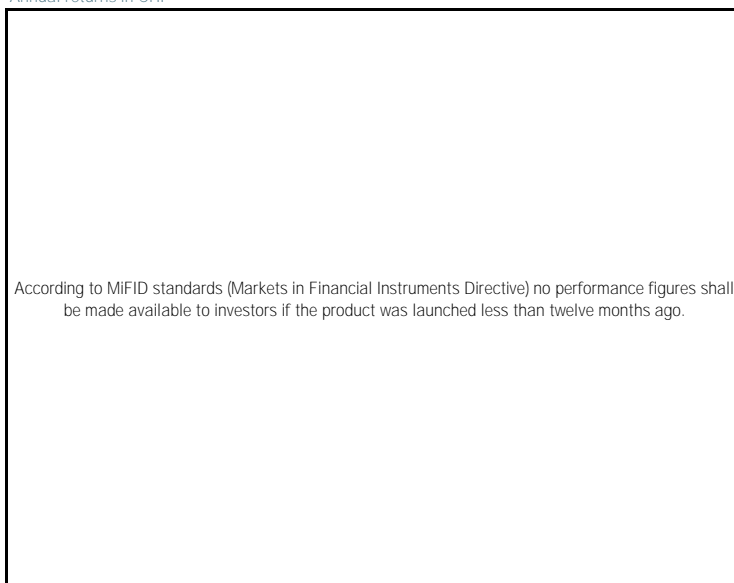 According to MiFID standards (Markets in Financial Instruments Directive) no performance figures shall
be made available to investors if the product was launched less than twelve months ago.